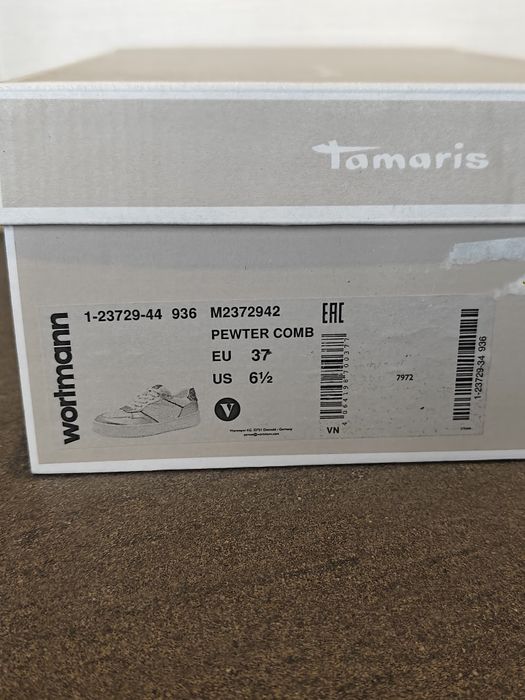 Tamaris
wortmann
1-23729-44 936 M2372942
PEWTER COMB
EU 37
US 6½
V
EAC
VN
7972
1-23729-34 936